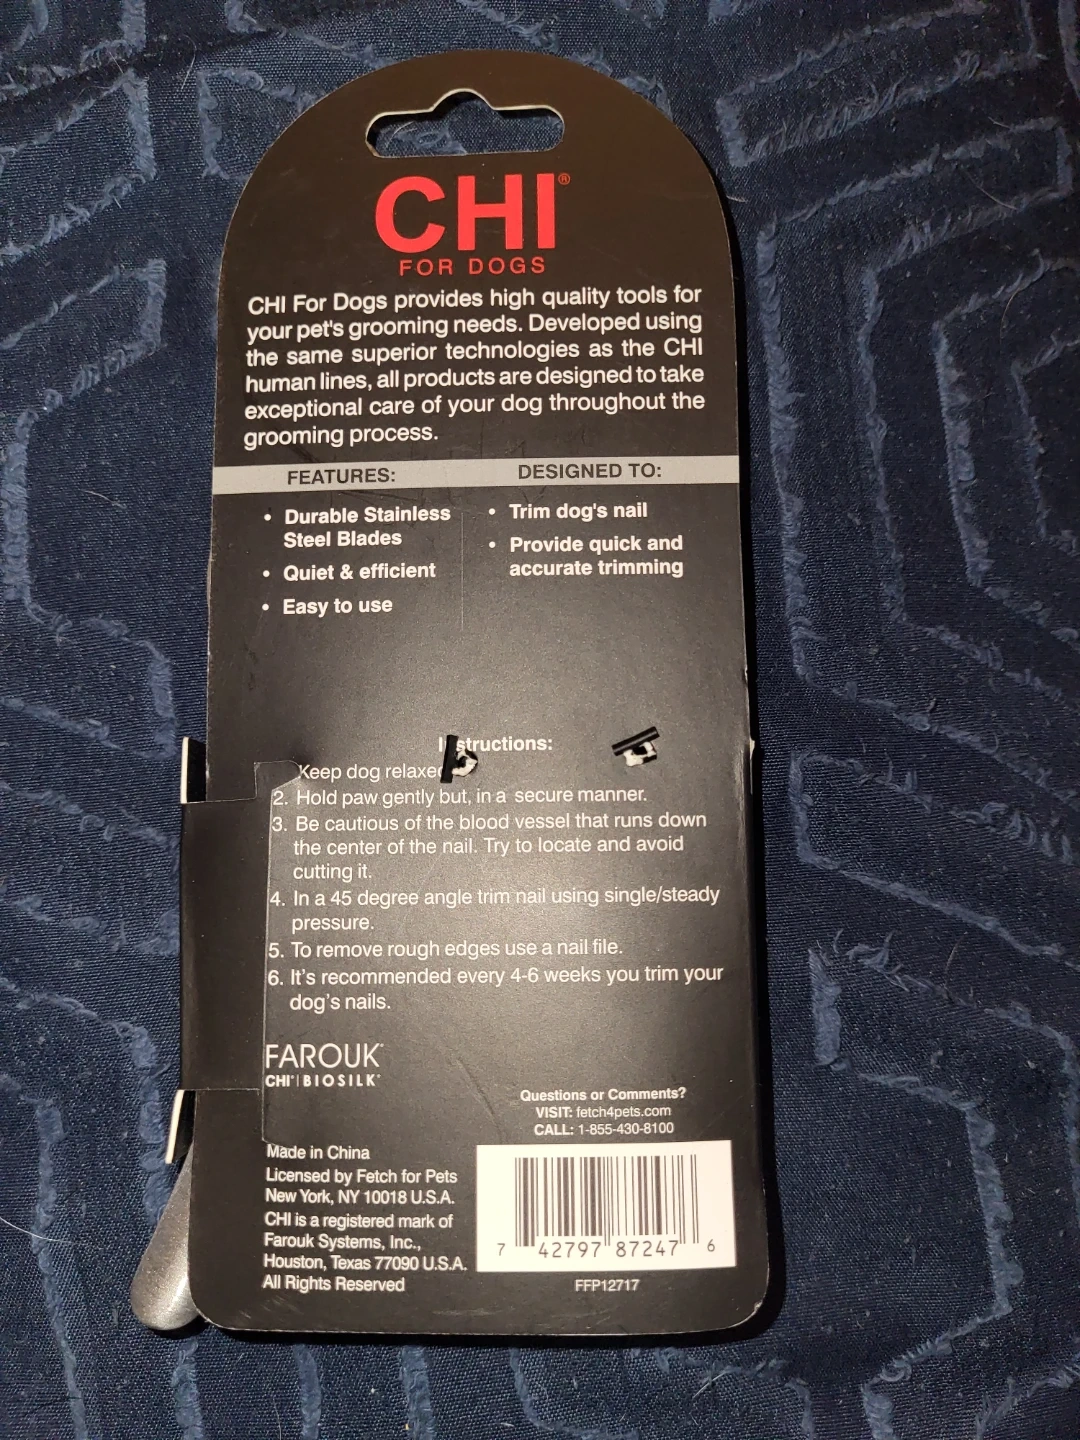 CHI®
FOR DOGS
CHI For Dogs provides high quality tools for
your pet's grooming needs. Developed using
the same superior technologies as the CHI
human lines, all products are designed to take
exceptional care of your dog throughout the
grooming process.
FEATURES:
• Durable Stainless
Steel Blades
• Quiet & efficient
• Easy to use
DESIGNED TO:
• Trim dog's nail
• Provide quick and
accurate trimming
Instructions:
Keep dog relaxed
2. Hold paw gently but, in a secure manner.
3. Be cautious of the blood vessel that runs down
the center of the nail. Try to locate and avoid
cutting it.
4. In a 45 degree angle trim nail using single/steady
pressure.
5. To remove rough edges use a nail file.
6. It's recommended every 4-6 weeks you trim your
dog's nails.
FAROUK
CHI | BIOSILK
Questions or Comments?
VISIT: fetch4pets.com
CALL: 1-855-430-8100
Made in China
Licensed by Fetch for Pets
New York, NY 10018 U.S.A.
CHI is a registered mark of
Farouk Systems, Inc.,
Houston, Texas 77090 U.S.A.
All Rights Reserved
7 42797 87247 6
FFP12717